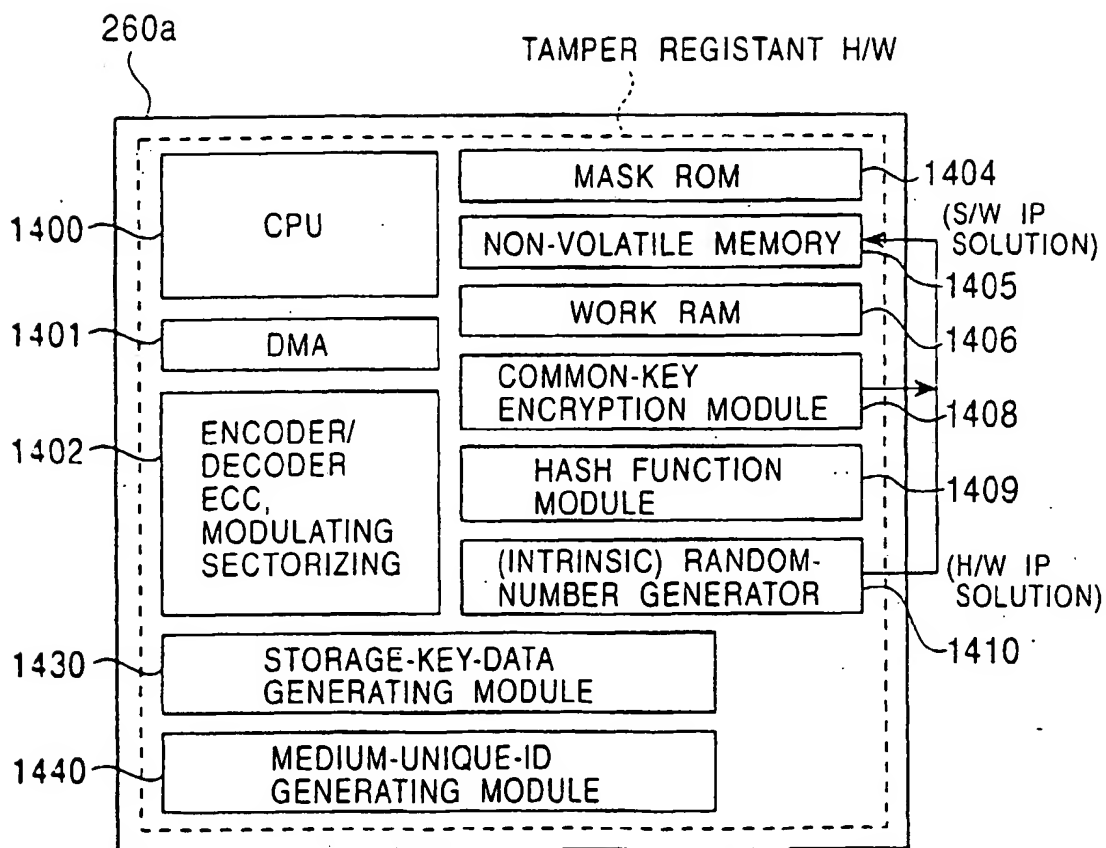 260a
TAMPER REGISTANT H/W
1400
CPU
MASK ROM
1404
NON-VOLATILE MEMORY
(S/W IP
SOLUTION)
1405
1401
DMA
WORK RAM
1406
1402
ENCODER/
DECODER
ECC,
MODULATING
SECTORIZING
COMMON-KEY
ENCRYPTION MODULE
1408
HASH FUNCTION
MODULE
1409
(INTRINSIC) RANDOM-
NUMBER GENERATOR
(H/W IP
SOLUTION)
1410
1430
STORAGE-KEY-DATA
GENERATING MODULE
1440
MEDIUM-UNIQUE-ID
GENERATING MODULE